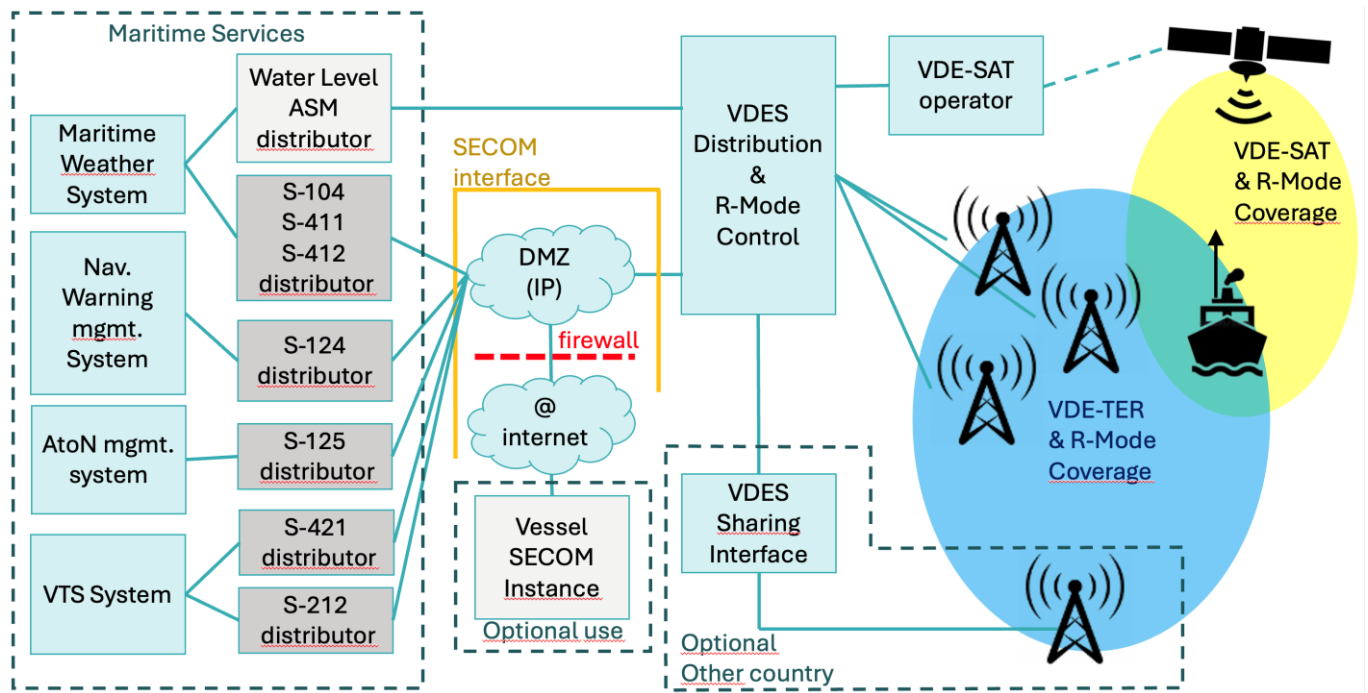 Maritime Services
Water Level
ASM
distributor
Maritime
Weather
System
S-104
S-411
S-412
distributor
Nav.
Warning
mgmt.
System
S-124
distributor
AtoN mgmt.
system
S-125
distributor
VTS System
S-421
distributor
S-212
distributor
SECOM
interface
DMZ
(IP)
firewall
@
internet
Vessel
SECOM
Instance
Optional use
VDES
Distribution
&
R-Mode
Control
VDE-SAT
operator
VDE-SAT
& R-Mode
Coverage
VDE-TER
& R-Mode
Coverage
VDES
Sharing
Interface
Optional
Other country